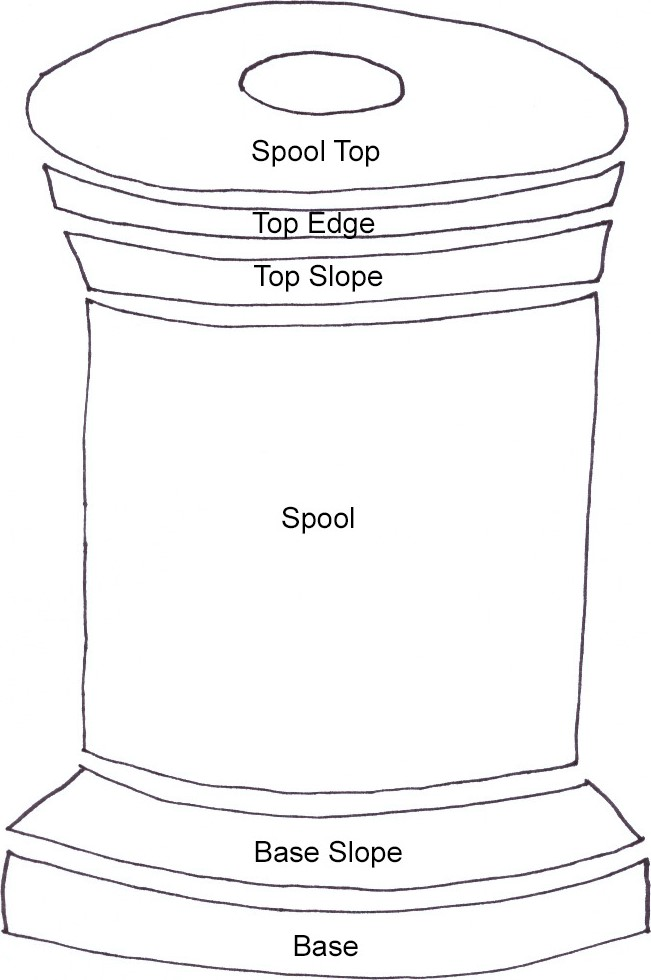 Spool Top
Top Edge
Top Slope
Spool
Base Slope
Base